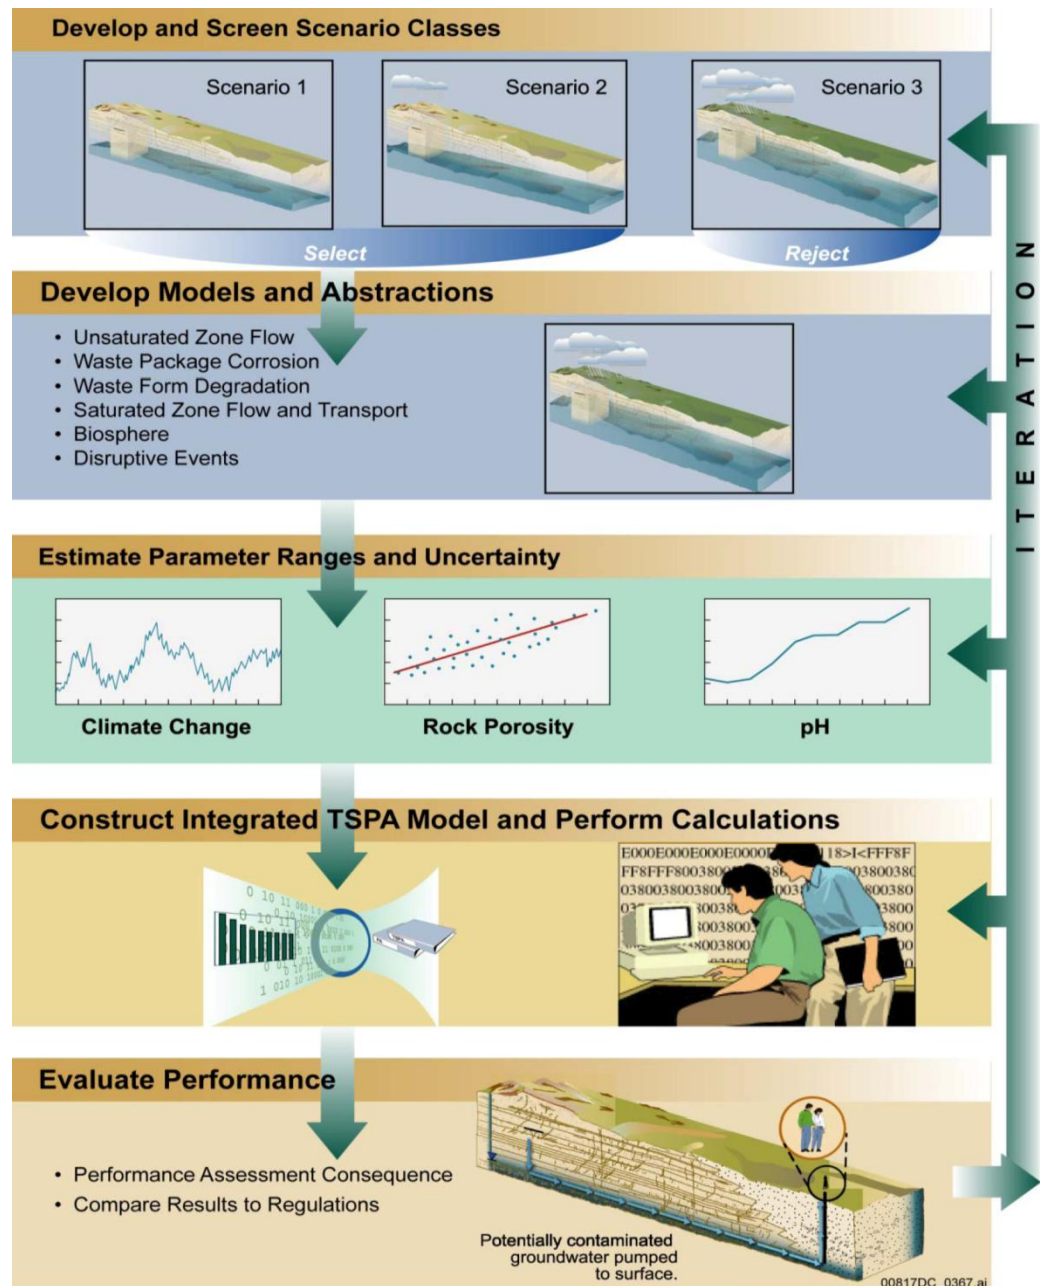 Develop and Screen Scenario Classes
Scenario 1
Scenario 2
Scenario 3
Select
Reject
Develop Models and Abstractions
• Unsaturated Zone Flow
• Waste Package Corrosion
• Waste Form Degradation
• Saturated Zone Flow and Transport
• Biosphere
• Disruptive Events
Estimate Parameter Ranges and Uncertainty
Climate Change
Rock Porosity
pH
Construct Integrated TSPA Model and Perform Calculations
Evaluate Performance
• Performance Assessment Consequence
• Compare Results to Regulations
Potentially contaminated
groundwater pumped
to surface.
00817DC_0367.ai
ITERATION